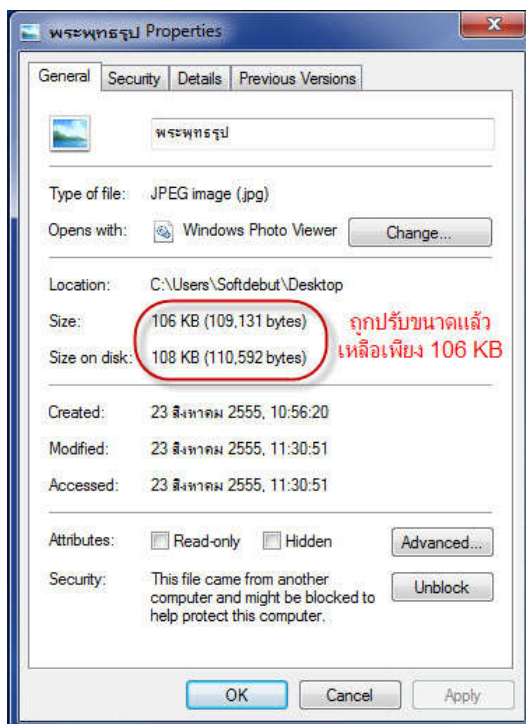 พระพุทธรูป Properties
General Security Details Previous Versions
พระพุทธรูป
Type of file: JPEG image (.jpg)
Opens with: Windows Photo Viewer Change...
Location: C:\Users\Softdebut\Desktop
Size: 106 KB (109,131 bytes)
Size on disk: 108 KB (110,592 bytes)
ถูกปรับขนาดแล้ว
เหลือเพียง 106 KB
Created: 23 สิงหาคม 2555, 10:56:20
Modified: 23 สิงหาคม 2555, 11:30:51
Accessed: 23 สิงหาคม 2555, 11:30:51
Attributes: Read-only Hidden Advanced...
Security: This file came from another
computer and might be blocked to
help protect this computer.
Unblock
OK Cancel Apply